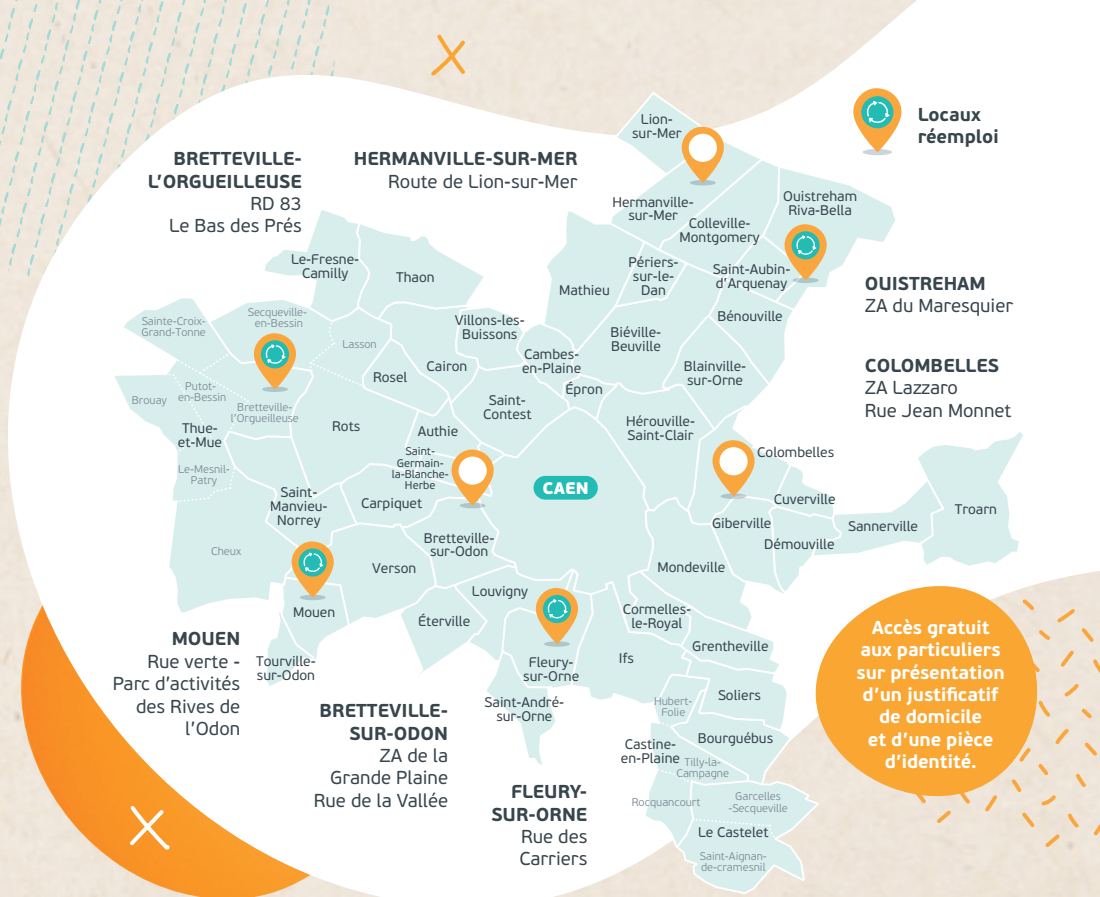 Locaux
réemploi
BRETTEVILLE-
L'ORGUEILLEUSE
RD 83
Le Bas des Prés
HERMANVILLE-SUR-MER
Route de Lion-sur-Mer
OUISTREHAM
ZA du Maresquier
COLOMBELLES
ZA Lazzaro
Rue Jean Monnet
Lion-
sur-Mer
Hermanville-
sur-Mer
Colleville-
Montgomery
Ouistreham
Riva-Bella
Périers-
sur-le-
Dan
Saint-Aubin-
d'Arquenay
Mathieu
Bénouville
Le-Fresne-
Camilly
Thaon
Villons-les-
Buissons
Biéville-
Beuville
Sainte-Croix-
Grand-Tonne
Secqueville-
en-Bessin
Lasson
Cairon
Cambes-
en-Plaine
Blainville-
sur-Orne
Rosel
Épron
Putot-
en-Bessin
Brouay
Bretteville-
l'Orgueilleuse
Saint-
Contest
Rots
Authie
Hérouville-
Saint-Clair
Thue-
et-Mue
Saint-
Germain-
la-Blanche-
Herbe
Colombelles
Le-Mesnil-
Patry
CAEN
Saint-
Manvieu-
Norrey
Carpiquet
Cuverville
Troarn
Giberville
Sannerville
Cheux
Bretteville-
sur-Odon
Démouville
Verson
Mondeville
Louvigny
Mouen
Éterville
Cormelles-
le-Royal
Grentheville
Tourville-
sur-Odon
Fleury-
sur-Orne
Ifs
Saint-André-
sur-Orne
Hubert-
Folie
Soliers
Castine-
en-Plaine
Bourguébus
Tilly-la-
Campagne
Rocquancourt
Garcelles
-Secqueville
Le Castelet
Saint-Aignan-
de-cramesnil
MOUEN
Rue verte -
Parc d'activités
des Rives de
l'Odon
BRETTEVILLE-
SUR-ODON
ZA de la
Grande Plaine
Rue de la Vallée
FLEURY-
SUR-ORNE
Rue des
Carriers
Accès gratuit
aux particuliers
sur présentation
d'un justificatif
de domicile
et d'une pièce
d'identité.